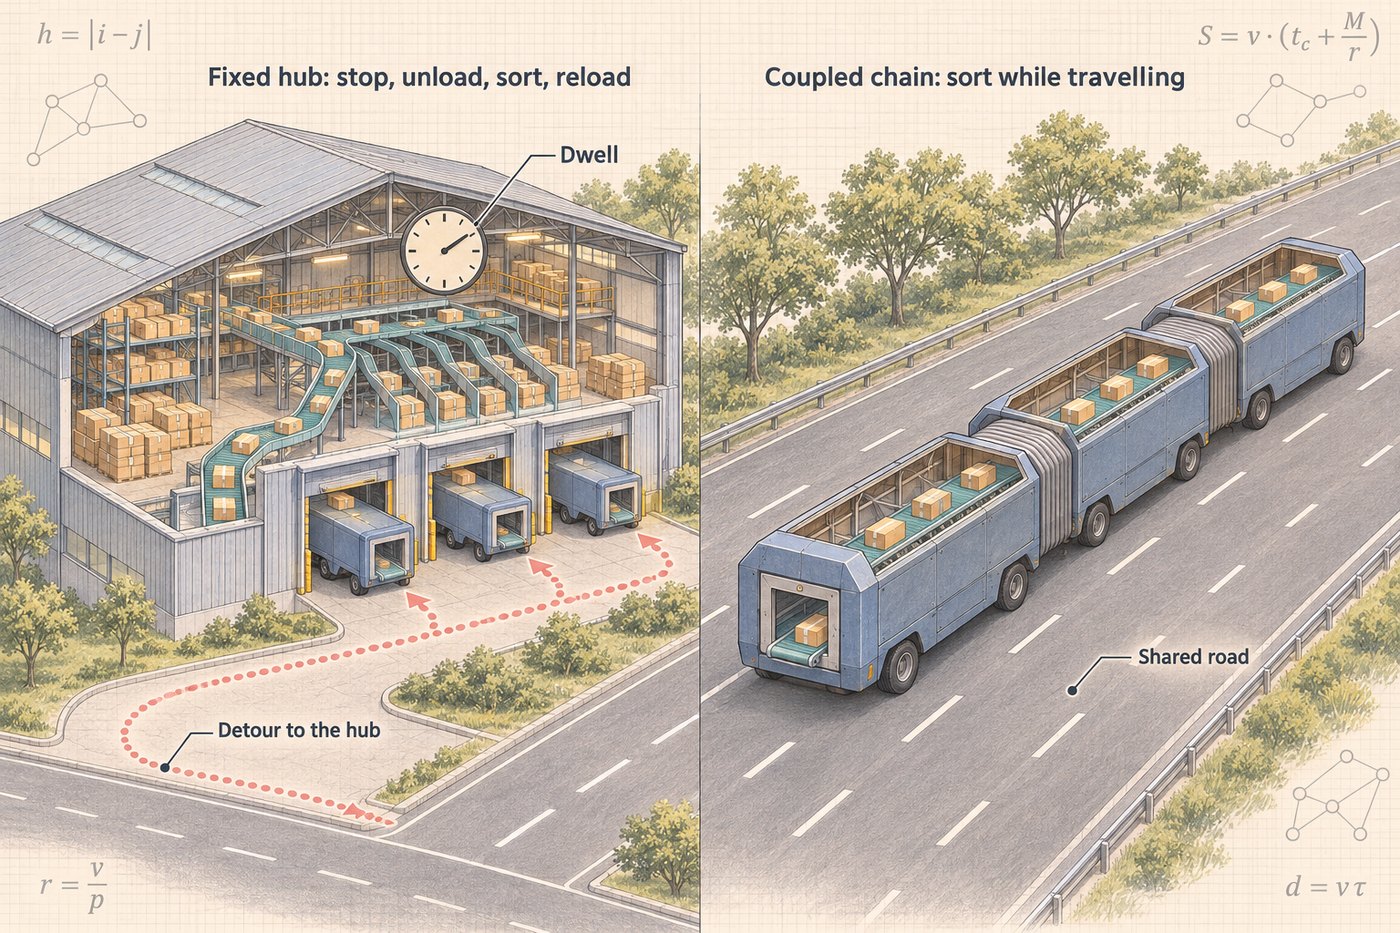 h = |i − j|
S = v · (t_c + M/r)
Fixed hub: stop, unload, sort, reload
Coupled chain: sort while travelling
Dwell
Shared road
Detour to the hub
r = v/p
d = v τ